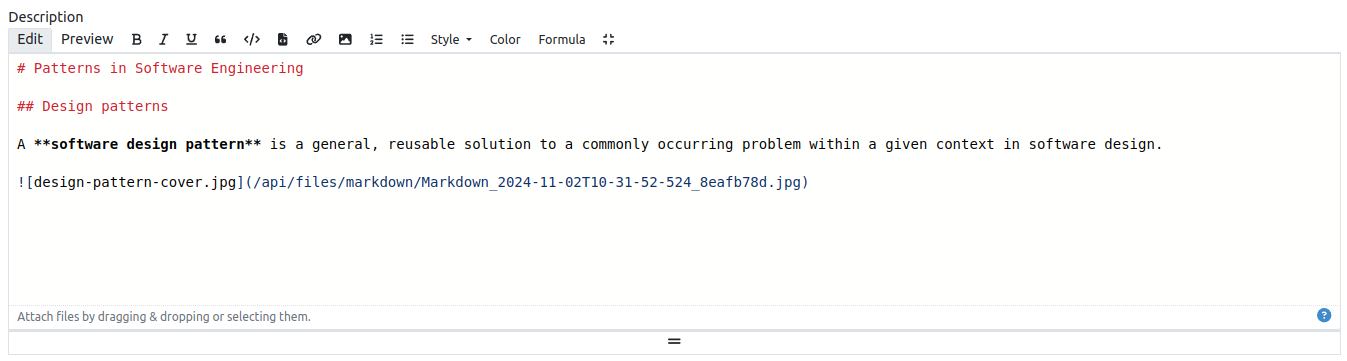 Description
Edit Preview B I U Style Color Formula
# Patterns in Software Engineering
## Design patterns
A **software design pattern** is a general, reusable solution to a commonly occurring problem within a given context in software design.
![design-pattern-cover.jpg](/api/files/markdown/Markdown_2024-11-02T10-31-52-524_8eafb78d.jpg)
Attach files by dragging & dropping or selecting them. ?